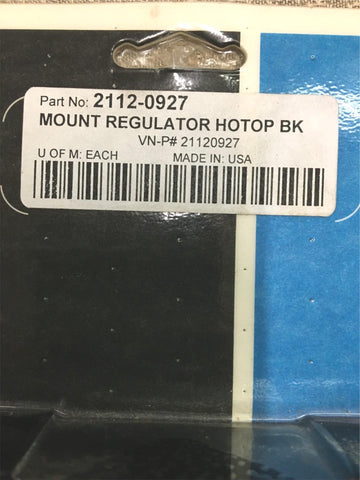 Part No: 2112-0927
MOUNT REGULATOR HOTOP BK
VN-P# 21120927
U OF M: EACH MADE IN: USA